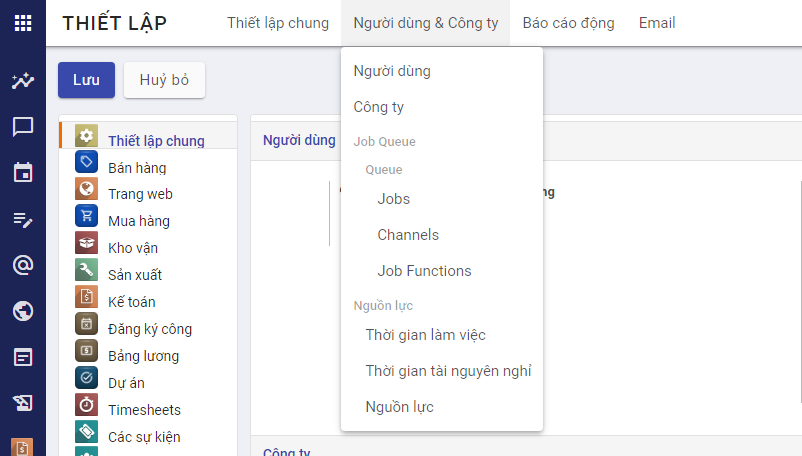 THIẾT LẬP
Thiết lập chung
Người dùng & Công ty
Báo cáo động
Email
Lưu
Huỷ bỏ
Thiết lập chung
Bán hàng
Trang web
Mua hàng
Kho vận
Sản xuất
Kế toán
Đăng ký công
Bảng lương
Dự án
Timesheets
Các sự kiện
Người dùng
Người dùng
Công ty
Job Queue
Queue
Jobs
Channels
Job Functions
Nguồn lực
Thời gian làm việc
Thời gian tài nguyên nghỉ
Nguồn lực
Công ty